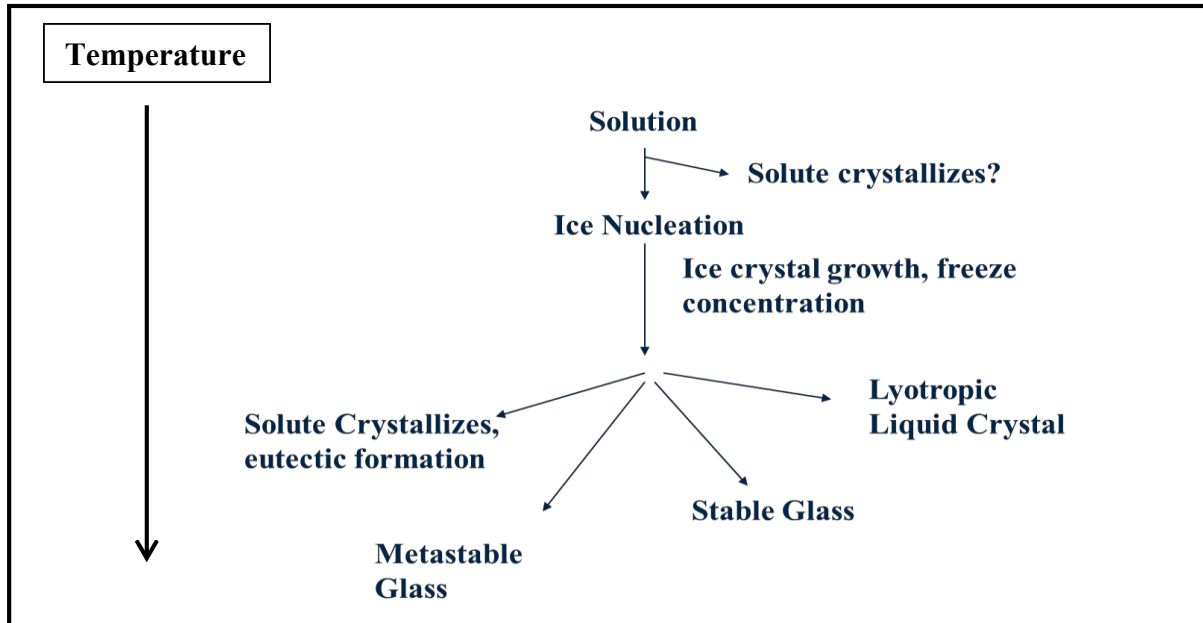 Temperature
Solution
Solute crystallizes?
Ice Nucleation
Ice crystal growth, freeze
concentration
Lyotropic
Liquid Crystal
Solute Crystallizes,
eutectic formation
Stable Glass
Metastable
Glass